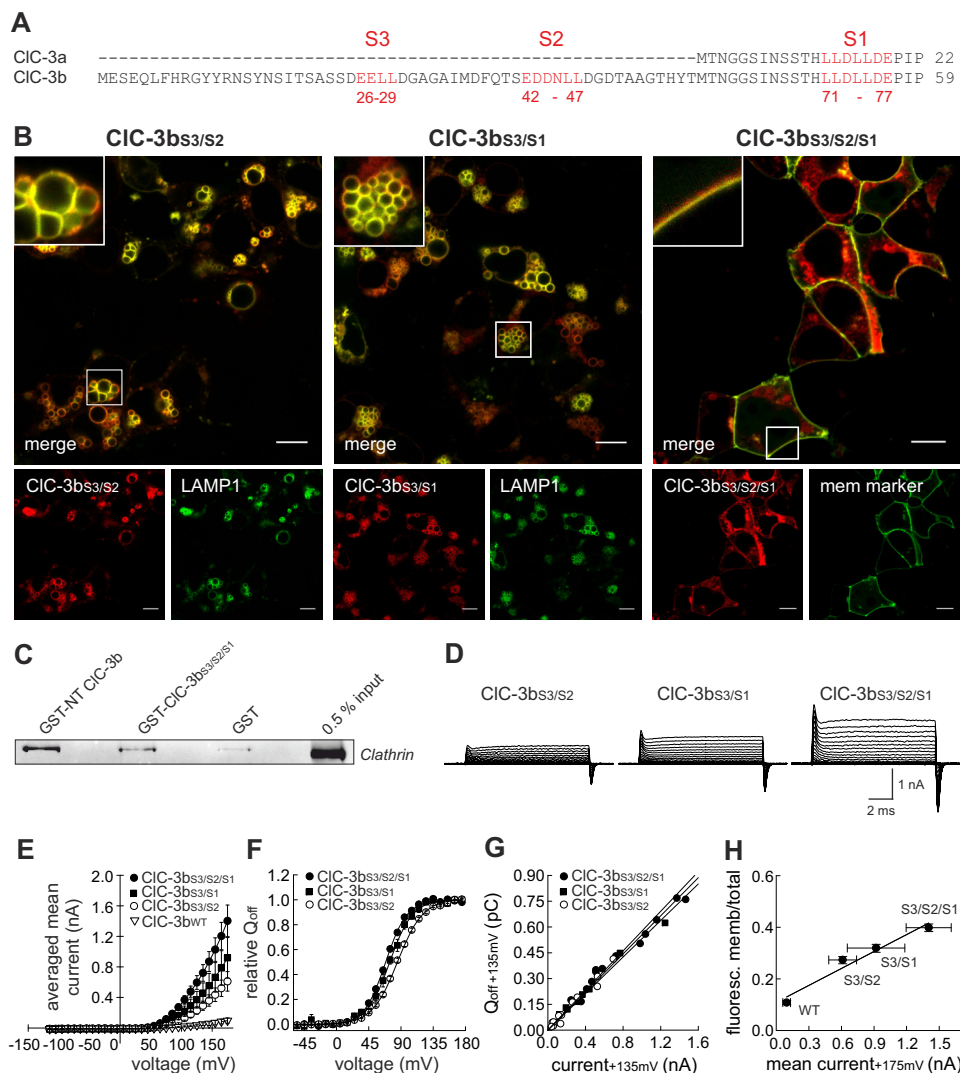 A
S3 S2 S1
ClC-3a ----------------------------------------------------------MTNGGSINSSTHLLDLLDEPIP 22
ClC-3b MESEQLFHRGYYRNSYNSITSASSDEELLDGAGAIMDFQTSEDDNLLDGDTAAGTHYTMTNGGSINSSTHLLDLLDEPIP 59
26-29 42 - 47 71 - 77
B
ClC-3bS3/S2 ClC-3bS3/S1 ClC-3bS3/S2/S1
merge merge merge
ClC-3bS3/S2 LAMP1 ClC-3bS3/S1 LAMP1 ClC-3bS3/S2/S1 mem marker
C
GST-NT ClC-3b GST-ClC-3bS3/S2/S1 GST 0.5 % input
Clathrin
D
ClC-3bS3/S2 ClC-3bS3/S1 ClC-3bS3/S2/S1
1 nA
2 ms
E
averaged mean
current (nA)
2.0
1.6
1.2
0.8
0.4
ClC-3bS3/S2/S1
ClC-3bS3/S1
ClC-3bS3/S2
ClC-3bWT
-150 -100 -50 0 50 100 150
voltage (mV)
F
relative Qoff
1.2
1.0
0.8
0.6
0.4
0.2
0.0
ClC-3bS3/S2/S1
ClC-3bS3/S1
ClC-3bS3/S2
-45 0 45 90 135 180
voltage (mV)
G
Qoff +135mV (pC)
0.90
0.75
0.60
0.45
0.30
0.15
0.00
ClC-3bS3/S2/S1
ClC-3bS3/S1
ClC-3bS3/S2
0.0 0.4 0.8 1.2 1.6
current+135mV (nA)
H
fluoresc. memb/total
0.6
0.4
0.2
0.0
S3/S2/S1
S3/S1
S3/S2
WT
0.0 0.3 0.6 0.9 1.2 1.5
mean current+175mV (nA)